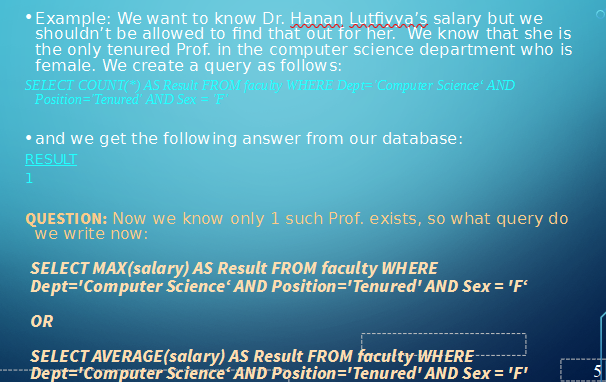 • Example: We want to know Dr. Hanan Lutfiyya's salary but we
shouldn't be allowed to find that out for her. We know that she is
the only tenured Prof. in the computer science department who is
female. We create a query as follows:
SELECT COUNT(*) AS Result FROM faculty WHERE Dept='Computer Science' AND
Position='Tenured' AND Sex = 'F'
• and we get the following answer from our database:
RESULT
1
QUESTION: Now we know only 1 such Prof. exists, so what query do
we write now:
SELECT MAX(salary) AS Result FROM faculty WHERE
Dept='Computer Science‘ AND Position='Tenured' AND Sex = 'F‘
OR
SELECT AVERAGE(salary) AS Result FROM faculty WHERE
Dept='Computer Science‘ AND Position='Tenured' AND Sex = 'F'
5